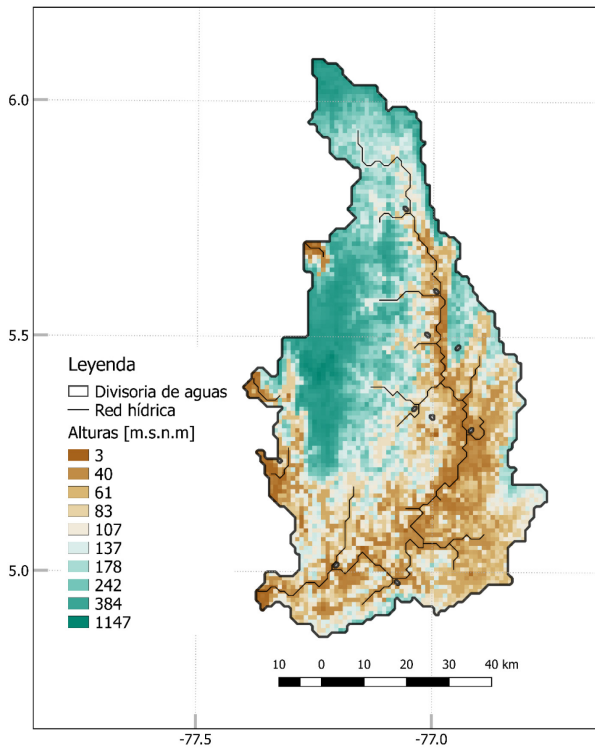 6.0
5.5
Leyenda
Divisoria de aguas
Red hídrica
Alturas [m.s.n.m]
3
40
61
83
107
137
178
242
384
1147
5.0
10 0 10 20 30 40 km
-77.5 -77.0